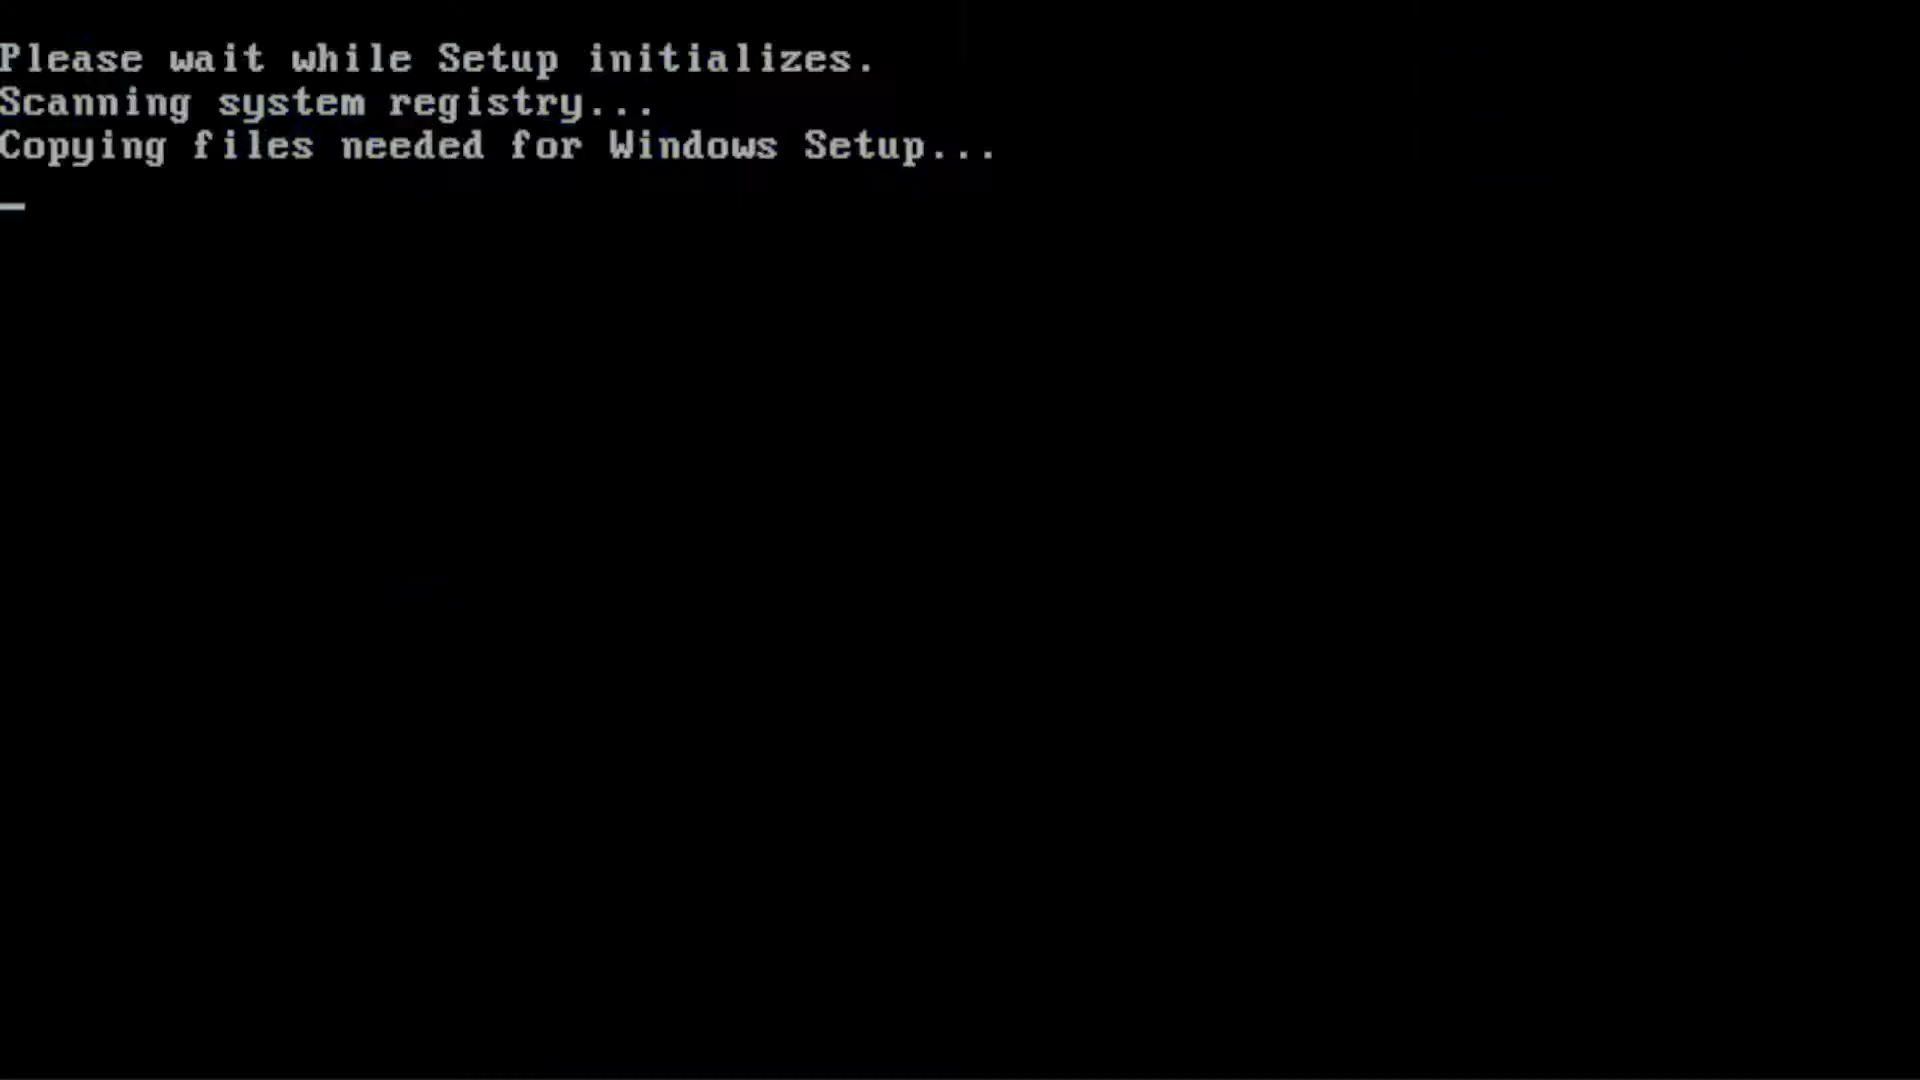 Please wait while Setup initializes.
Scanning system registry...
Copying files needed for Windows Setup...